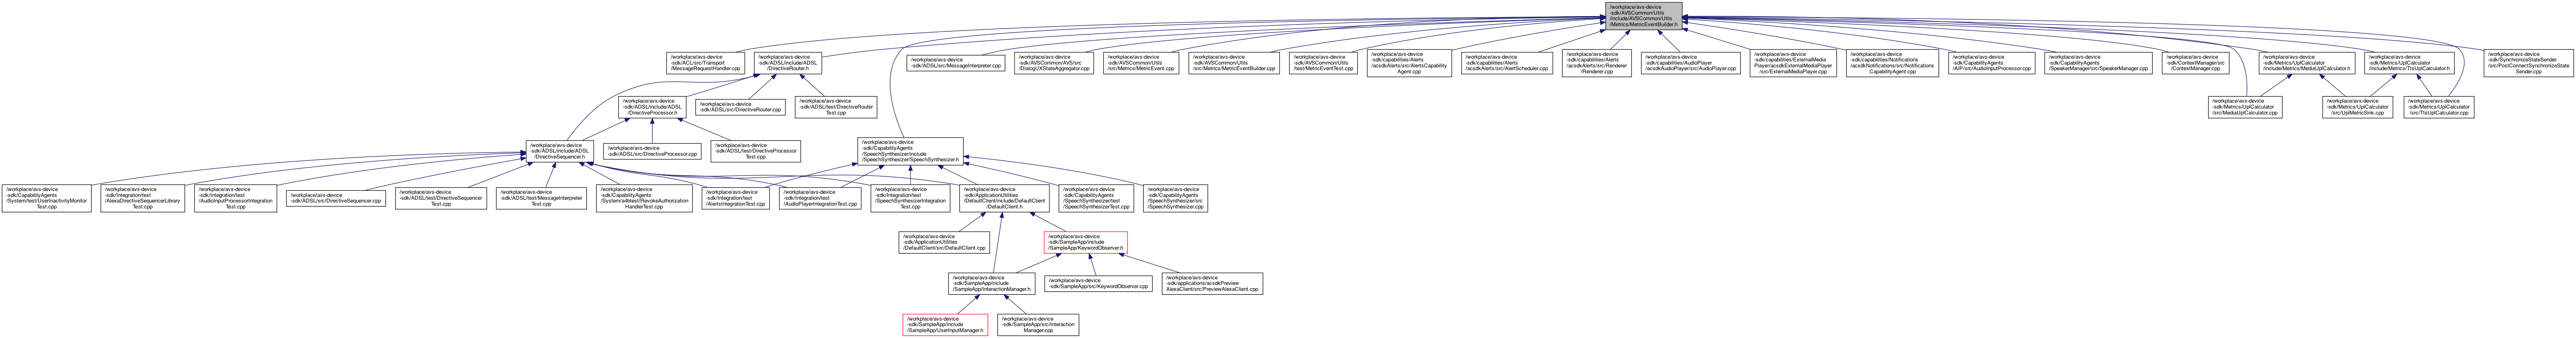 /workplace/avs-device
-sdk/AVSCommon/Utils
/include/AVSCommon/Utils
/Metrics/MetricEventBuilder.h
/workplace/avs-device
-sdk/ACL/src/Transport
/MessageRequestHandler.cpp
/workplace/avs-device
-sdk/ADSL/include/ADSL
/DirectiveRouter.h
/workplace/avs-device
-sdk/ADSL/src/MessageInterpreter.cpp
/workplace/avs-device
-sdk/AVSCommon/AVS/src
/DialogUXStateAggregator.cpp
/workplace/avs-device
-sdk/AVSCommon/Utils
/src/Metrics/MetricEvent.cpp
/workplace/avs-device
-sdk/AVSCommon/Utils
/src/Metrics/MetricEventBuilder.cpp
/workplace/avs-device
-sdk/AVSCommon/Utils
/test/MetricEventTest.cpp
/workplace/avs-device
-sdk/capabilities/Alerts
/acsdkAlerts/src/AlertsCapability
Agent.cpp
/workplace/avs-device
-sdk/capabilities/Alerts
/acsdkAlerts/src/AlertScheduler.cpp
/workplace/avs-device
-sdk/capabilities/Alerts
/acsdkAlerts/src/Renderer
/Renderer.cpp
/workplace/avs-device
-sdk/capabilities/AudioPlayer
/acsdkAudioPlayer/src/AudioPlayer.cpp
/workplace/avs-device
-sdk/capabilities/ExternalMedia
Player/acsdkExternalMediaPlayer
/src/ExternalMediaPlayer.cpp
/workplace/avs-device
-sdk/capabilities/Notifications
/acsdkNotifications/src/Notifications
CapabilityAgent.cpp
/workplace/avs-device
-sdk/CapabilityAgents
/AIP/src/AudioInputProcessor.cpp
/workplace/avs-device
-sdk/CapabilityAgents
/SpeakerManager/src/SpeakerManager.cpp
/workplace/avs-device
-sdk/ContextManager/src
/ContextManager.cpp
/workplace/avs-device
-sdk/Metrics/UplCalculator
/include/Metrics/MediaUplCalculator.h
/workplace/avs-device
-sdk/Metrics/UplCalculator
/include/Metrics/TtsUplCalculator.h
/workplace/avs-device
-sdk/SynchronizeStateSender
/src/PostConnectSynchronizeState
Sender.cpp
/workplace/avs-device
-sdk/ADSL/include/ADSL
/DirectiveProcessor.h
/workplace/avs-device
-sdk/ADSL/src/DirectiveRouter.cpp
/workplace/avs-device
-sdk/ADSL/test/DirectiveRouter
Test.cpp
/workplace/avs-device
-sdk/Metrics/UplCalculator
/src/MediaUplCalculator.cpp
/workplace/avs-device
-sdk/Metrics/UplCalculator
/src/UplMetricSink.cpp
/workplace/avs-device
-sdk/Metrics/UplCalculator
/src/TtsUplCalculator.cpp
/workplace/avs-device
-sdk/ADSL/include/ADSL
/DirectiveSequencer.h
/workplace/avs-device
-sdk/ADSL/src/DirectiveProcessor.cpp
/workplace/avs-device
-sdk/ADSL/test/DirectiveProcessor
Test.cpp
/workplace/avs-device
-sdk/CapabilityAgents
/SpeechSynthesizer/include
/SpeechSynthesizer/SpeechSynthesizer.h
/workplace/avs-device
-sdk/CapabilityAgents
/System/test/UserInactivityMonitor
Test.cpp
/workplace/avs-device
-sdk/Integration/test
/AlexaDirectiveSequencerLibrary
Test.cpp
/workplace/avs-device
-sdk/Integration/test
/AudioInputProcessorIntegration
Test.cpp
/workplace/avs-device
-sdk/ADSL/src/DirectiveSequencer.cpp
/workplace/avs-device
-sdk/ADSL/test/DirectiveSequencer
Test.cpp
/workplace/avs-device
-sdk/ADSL/test/MessageInterpreter
Test.cpp
/workplace/avs-device
-sdk/CapabilityAgents
/System/a4btest/RevokeAuthorization
HandlerTest.cpp
/workplace/avs-device
-sdk/Integration/test
/AlertsIntegrationTest.cpp
/workplace/avs-device
-sdk/Integration/test
/AudioPlayerIntegrationTest.cpp
/workplace/avs-device
-sdk/Integration/test
/SpeechSynthesizerIntegration
Test.cpp
/workplace/avs-device
-sdk/ApplicationUtilities
/DefaultClient/include/DefaultClient
/DefaultClient.h
/workplace/avs-device
-sdk/CapabilityAgents
/SpeechSynthesizer/test
/SpeechSynthesizerTest.cpp
/workplace/avs-device
-sdk/CapabilityAgents
/SpeechSynthesizer/src
/SpeechSynthesizer.cpp
/workplace/avs-device
-sdk/ApplicationUtilities
/DefaultClient/src/DefaultClient.cpp
/workplace/avs-device
-sdk/SampleApp/include
/SampleApp/KeywordObserver.h
/workplace/avs-device
-sdk/SampleApp/include
/SampleApp/InteractionManager.h
/workplace/avs-device
-sdk/SampleApp/src/KeywordObserver.cpp
/workplace/avs-device
-sdk/applications/acsdkPreview
AlexaClient/src/PreviewAlexaClient.cpp
/workplace/avs-device
-sdk/SampleApp/include
/SampleApp/UserInputManager.h
/workplace/avs-device
-sdk/SampleApp/src/Interaction
Manager.cpp